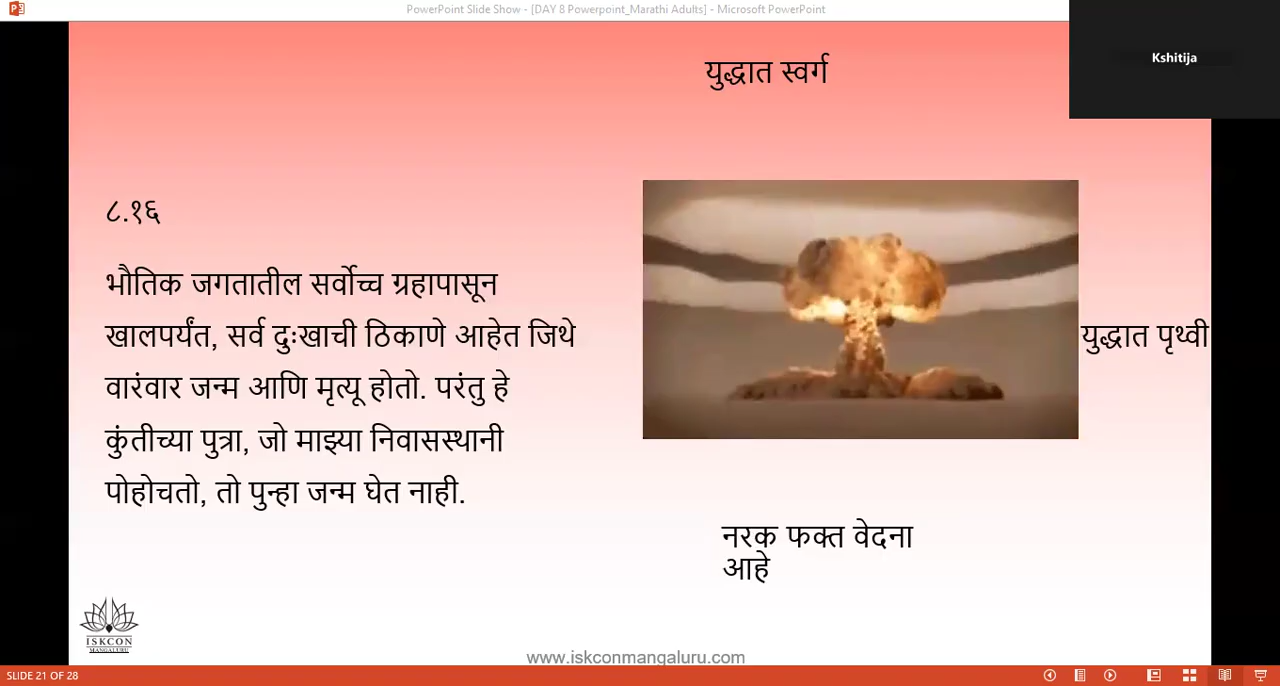 PowerPoint Slide Show - [DAY 8 Powerpoint_Marathi Adults] - Microsoft PowerPoint
Kshitija
युद्धात स्वर्ग
८.१६
भौतिक जगतातील सर्वोच्च ग्रहापासून
खालपर्यंत, सर्व दुःखाची ठिकाणे आहेत जिथे
वारंवार जन्म आणि मृत्यू होतो. परंतु हे
कुंतीच्या पुत्रा, जो माझ्या निवासस्थानी
पोहोचतो, तो पुन्हा जन्म घेत नाही.
युद्धात पृथ्वी
नरक फक्त वेदना
आहे
ISKCON
MANGALURU
www.iskconmangaluru.com
SLIDE 21 OF 28